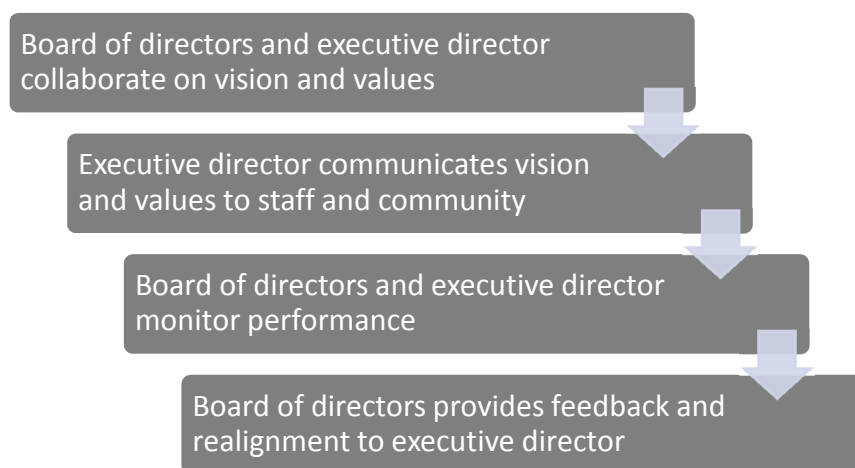 Board of directors and executive director
collaborate on vision and values
Executive director communicates vision
and values to staff and community
Board of directors and executive director
monitor performance
Board of directors provides feedback and
realignment to executive director